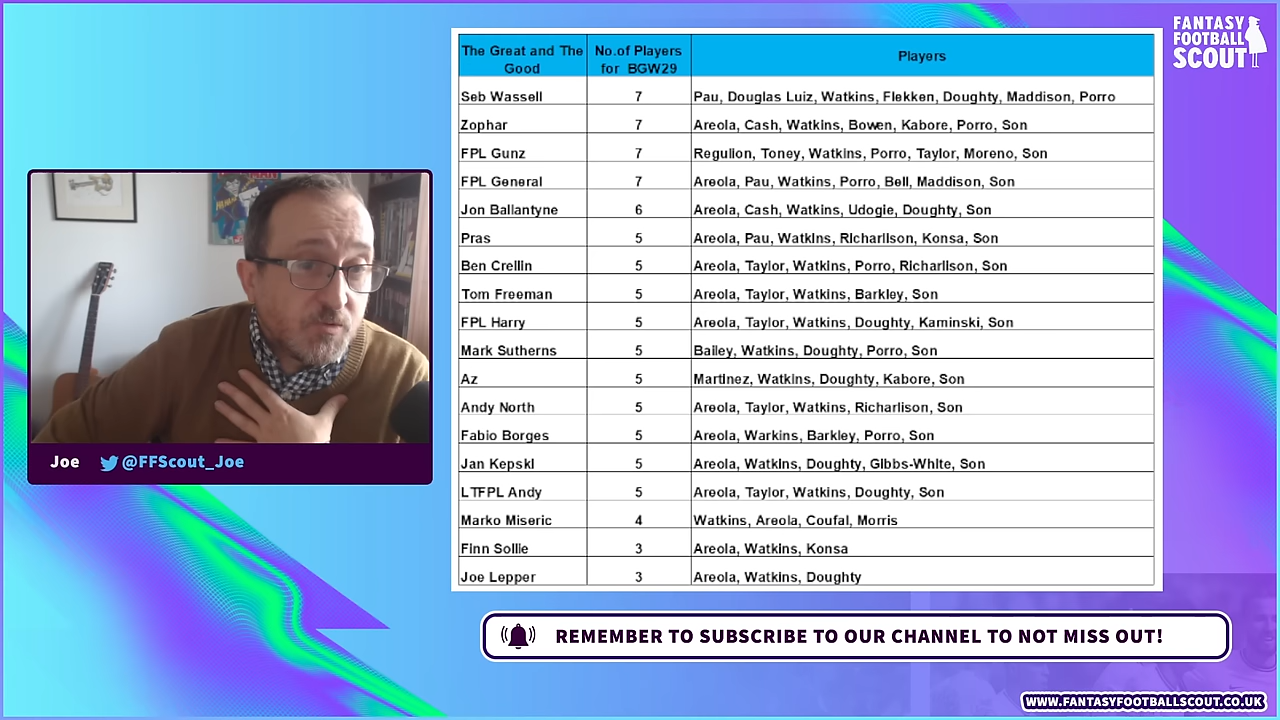 FANTASY
FOOTBALL
SCOUT
The Great and The Good No.of Players for BGW29 Players
Seb Wassell 7 Pau, Douglas Luiz, Watkins, Flekken, Doughty, Maddison, Porro
Zophar 7 Areola, Cash, Watkins, Bowen, Kabore, Porro, Son
FPL Gunz 7 Regulion, Toney, Watkins, Porro, Taylor, Moreno, Son
FPL General 7 Areola, Pau, Watkins, Porro, Bell, Maddison, Son
Jon Ballantyne 6 Areola, Cash, Watkins, Udogie, Doughty, Son
Pras 5 Areola, Pau, Watkins, Richarlison, Konsa, Son
Ben Crellin 5 Areola, Taylor, Watkins, Porro, Richarlison, Son
Tom Freeman 5 Areola, Taylor, Watkins, Barkley, Son
FPL Harry 5 Areola, Taylor, Watkins, Doughty, Kaminski, Son
Mark Sutherns 5 Bailey, Watkins, Doughty, Porro, Son
Az 5 Martinez, Watkins, Doughty, Kabore, Son
Andy North 5 Areola, Taylor, Watkins, Richarlison, Son
Fabio Borges 5 Areola, Warkins, Barkley, Porro, Son
Jan Kepski 5 Areola, Watkins, Doughty, Gibbs-White, Son
LTFPL Andy 5 Areola, Taylor, Watkins, Doughty, Son
Marko Miseric 4 Watkins, Areola, Coufal, Morris
Finn Sollie 3 Areola, Watkins, Konsa
Joe Lepper 3 Areola, Watkins, Doughty
Joe @FFScout_Joe
REMEMBER TO SUBSCRIBE TO OUR CHANNEL TO NOT MISS OUT!
WWW.FANTASYFOOTBALLSCOUT.CO.UK